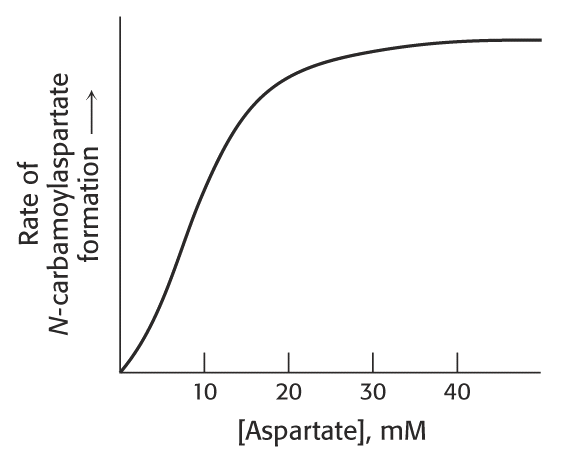 Rate of
N-carbamoylaspartate
formation →
10 20 30 40
[Aspartate], mM